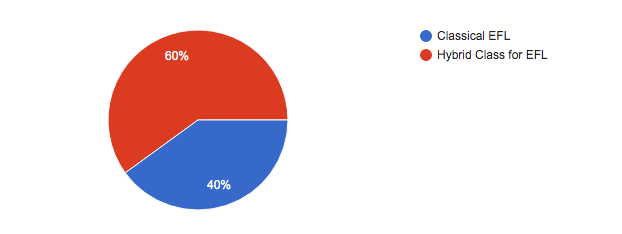 60%
40%
Classical EFL
Hybrid Class for EFL